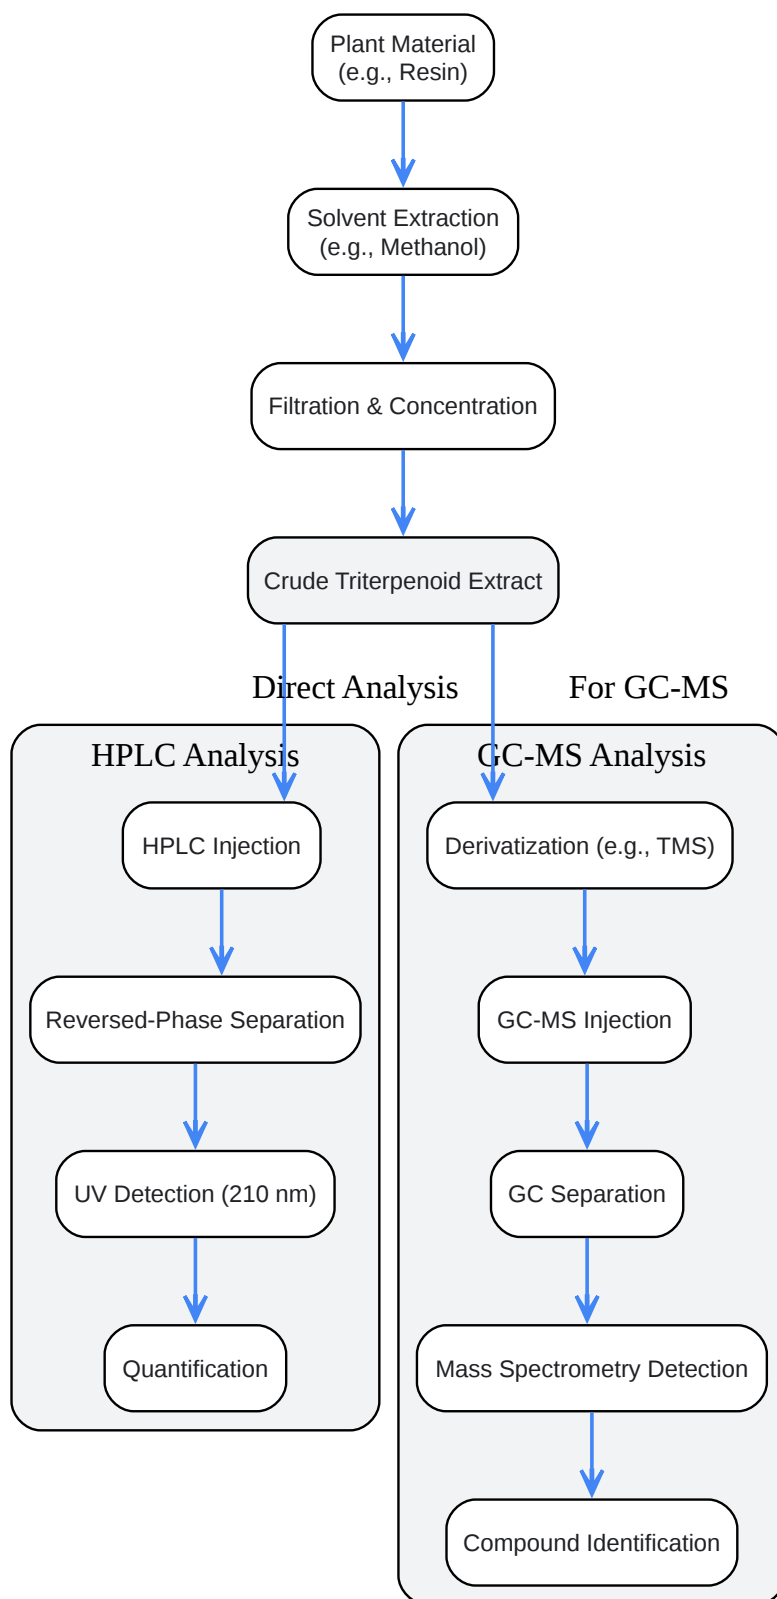 Plant Material
(e.g., Resin)
Solvent Extraction
(e.g., Methanol)
Filtration & Concentration
Crude Triterpenoid Extract
Direct Analysis
For GC-MS
HPLC Analysis
HPLC Injection
Reversed-Phase Separation
UV Detection (210 nm)
Quantification
GC-MS Analysis
Derivatization (e.g., TMS)
GC-MS Injection
GC Separation
Mass Spectrometry Detection
Compound Identification